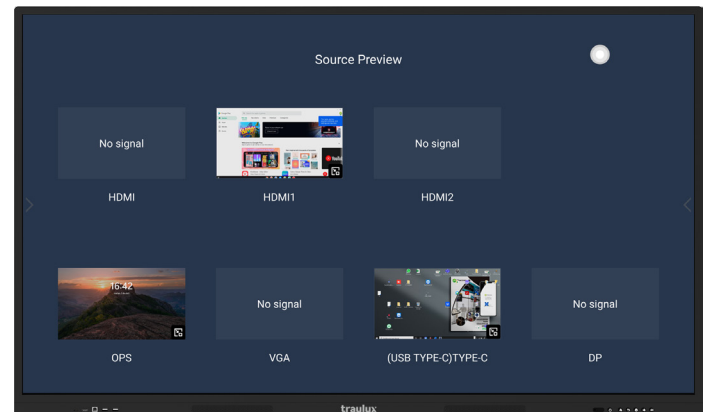 Source Preview
No signal
No signal
HDMI
HDMI1
HDMI2
16:42
No signal
No signal
OPS
VGA
(USB TYPE-C)TYPE-C
DP
traulux